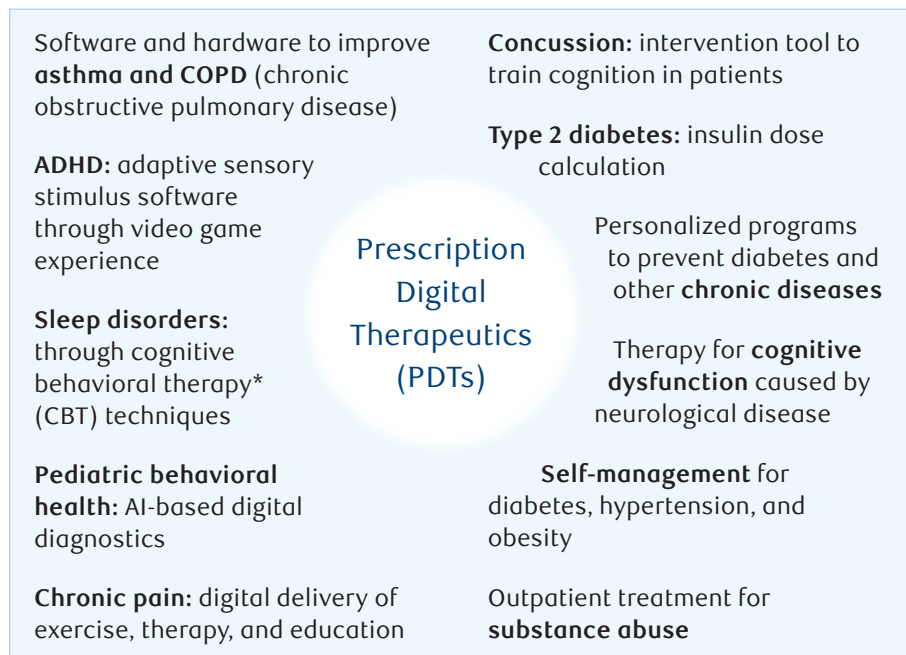 Software and hardware to improve
asthma and COPD (chronic
obstructive pulmonary disease)
ADHD: adaptive sensory
stimulus software
through video game
experience
Sleep disorders:
through cognitive
behavioral therapy*
(CBT) techniques
Pediatric behavioral
health: AI-based digital
diagnostics
Chronic pain: digital delivery of
exercise, therapy, and education
Prescription
Digital
Therapeutics
(PDTs)
Concussion: intervention tool to
train cognition in patients
Type 2 diabetes: insulin dose
calculation
Personalized programs
to prevent diabetes and
other chronic diseases
Therapy for cognitive
dysfunction caused by
neurological disease
Self-management for
diabetes, hypertension, and
obesity
Outpatient treatment for
substance abuse